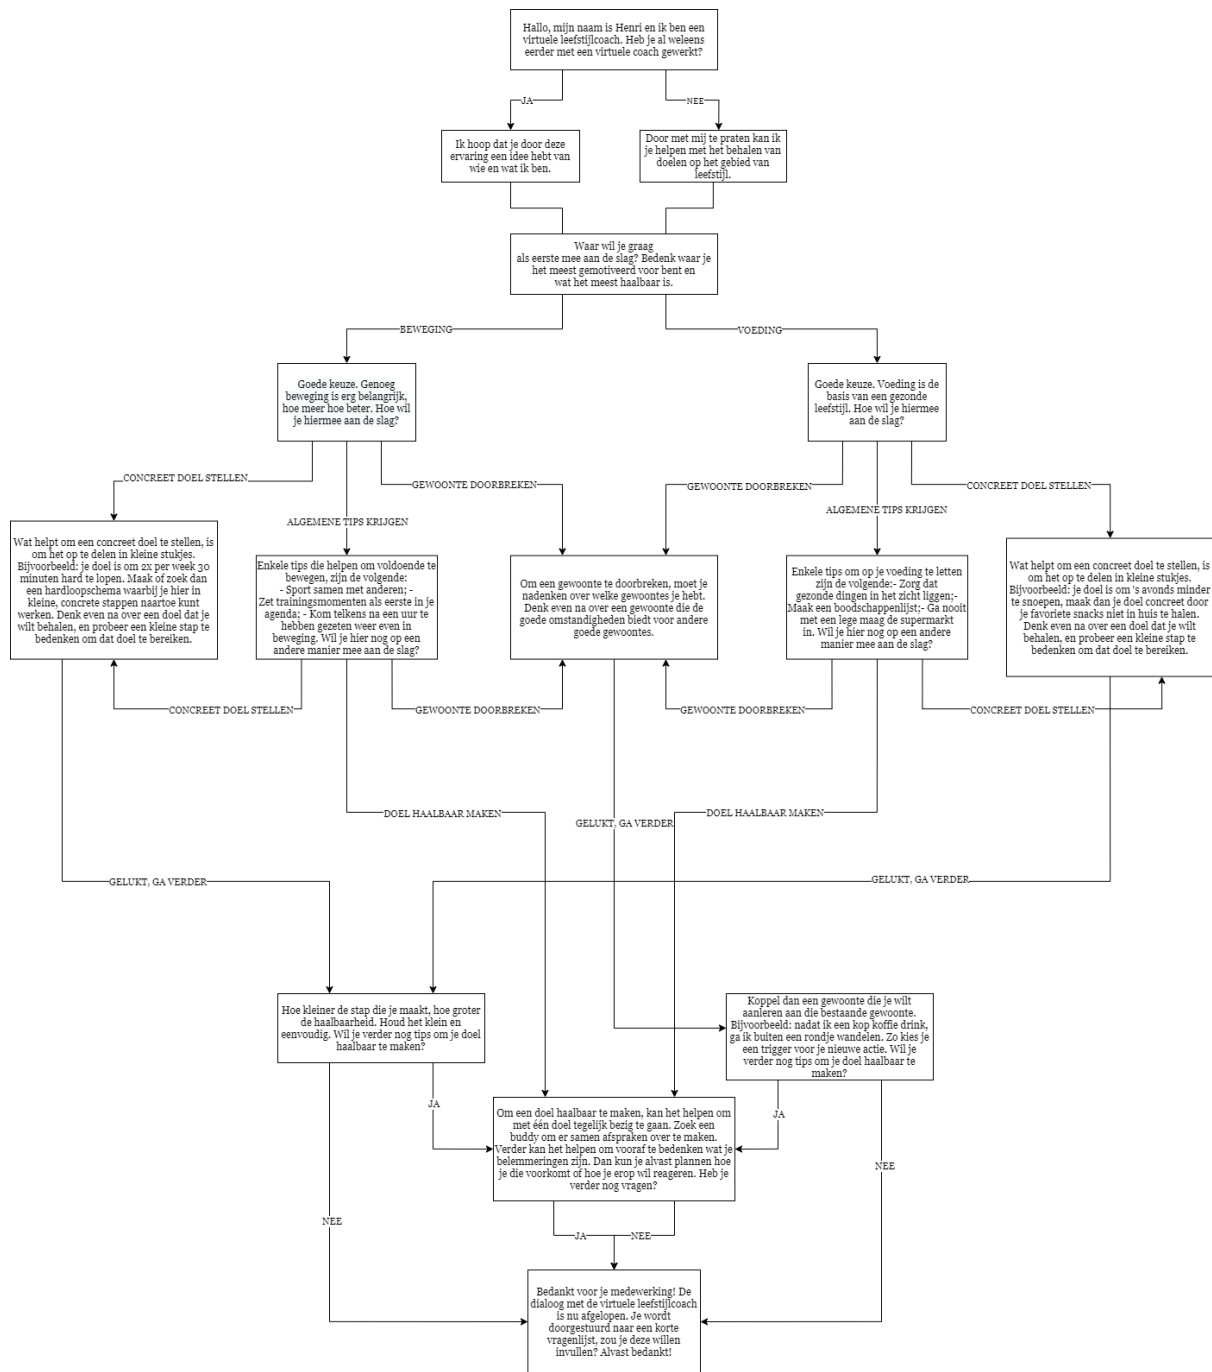 Hallo, mijn naam is Henri en ik ben een
virtuele leefstijlcoach. Heb je al weleens
eerder met een virtuele coach gewerkt?
JA
NEE
Ik hoop dat je door deze
ervaring een idee hebt van
wie en wat ik ben.
Door met mij te praten kan ik
je helpen met het behalen van
doelen op het gebied van
leefstijl.
Waar wil je graag
als eerste mee aan de slag? Bedenk waar je
het meest gemotiveerd voor bent en
wat het meest haalbaar is.
BEWEGING
VOEDING
Goede keuze. Genoeg
beweging is erg belangrijk,
hoe meer hoe beter. Hoe wil
je hiermee aan de slag?
Goede keuze. Voeding is de
basis van een gezonde
leefstijl. Hoe wil je hiermee
aan de slag?
CONCREET DOEL STELLEN
GEWOONTE DOORBREKEN
GEWOONTE DOORBREKEN
CONCREET DOEL STELLEN
ALGEMENE TIPS KRIJGEN
ALGEMENE TIPS KRIJGEN
Wat helpt om een concreet doel te stellen, is
om het op te delen in kleine stukjes.
Bijvoorbeeld: je doel is om 2x per week 30
minuten hard te lopen. Maak of zoek dan
een hardloopschema waarbij je hier in
kleine, concrete stappen naartoe kunt
werken. Denk even na over een doel dat je
wilt behalen, en probeer een kleine stap te
bedenken om dat doel te bereiken.
Enkele tips die helpen om voldoende te
bewegen, zijn de volgende:
- Sport samen met anderen; -
Zet trainingsmomenten als eerste in je
agenda; - Kom telkens na een uur te
hebben gezeten weer even in
beweging. Wil je hier nog op een
andere manier mee aan de slag?
Om een gewoonte te doorbreken, moet je
nadenken over welke gewoontes je hebt.
Denk even na over een gewoonte die de
goede omstandigheden biedt voor andere
goede gewoontes.
Enkele tips om op je voeding te letten
zijn de volgende:- Zorg dat
gezonde dingen in het zicht liggen;-
Maak een boodschappenlijst;- Ga nooit
met een lege maag de supermarkt
in. Wil je hier nog op een andere
manier mee aan de slag?
Wat helpt om een concreet doel te stellen, is
om het op te delen in kleine stukjes.
Bijvoorbeeld: je doel is om 's avonds minder
te snoepen, maak dan je doel concreet door
je favoriete snacks niet in huis te halen.
Denk even na over een doel dat je wilt
behalen, en probeer een kleine stap te
bedenken om dat doel te bereiken.
CONCREET DOEL STELLEN
GEWOONTE DOORBREKEN
GEWOONTE DOORBREKEN
CONCREET DOEL STELLEN
DOEL HAALBAAR MAKEN
GELUKT, GA VERDER
DOEL HAALBAAR MAKEN
GELUKT, GA VERDER
GELUKT, GA VERDER
Hoe kleiner de stap die je maakt, hoe groter
de haalbaarheid. Houd het klein en
eenvoudig. Wil je verder nog tips om je doel
haalbaar te maken?
Koppel dan een gewoonte die je wilt
aanleren aan die bestaande gewoonte.
Bijvoorbeeld: nadat ik een kop koffie drink,
ga ik buiten een rondje wandelen. Zo kies je
een trigger voor je nieuwe actie. Wil je
verder nog tips om je doel haalbaar te
maken?
JA
JA
Om een doel haalbaar te maken, kan het helpen om
met één doel tegelijk bezig te gaan. Zoek een
buddy om er samen afspraken over te maken.
Verder kan het helpen om vooraf te bedenken wat je
belemmeringen zijn. Dan kun je alvast plannen hoe
je die voorkomt of hoe je erop wil reageren. Heb je
verder nog vragen?
NEE
NEE
JA
NEE
Bedankt voor je medewerking! De
dialoog met de virtuele leefstijlcoach
is nu afgelopen. Je wordt
doorgestuurd naar een korte
vragenlijst, zou je deze willen
invullen? Alvast bedankt!